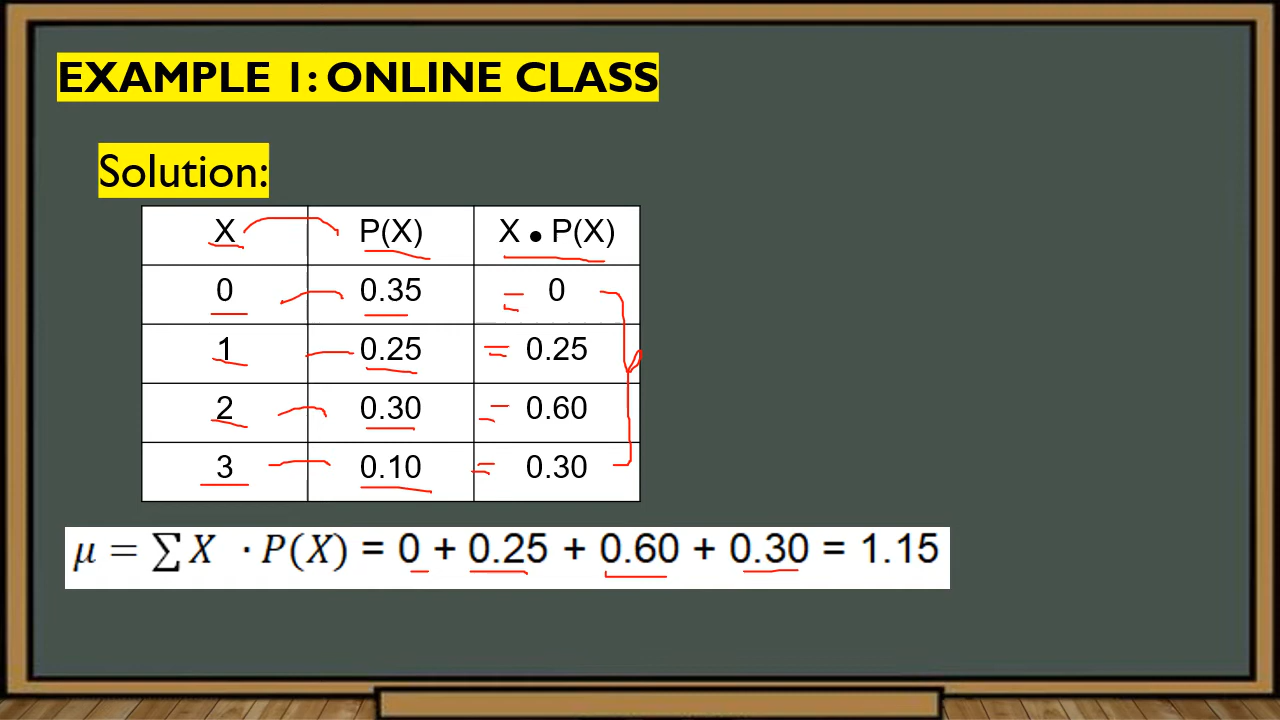 EXAMPLE 1: ONLINE CLASS
Solution:
X P(X) X • P(X)
0 0.35 = 0
1 0.25 = 0.25
2 0.30 = 0.60
3 0.10 = 0.30
μ = ∑X · P(X) = 0 + 0.25 + 0.60 + 0.30 = 1.15